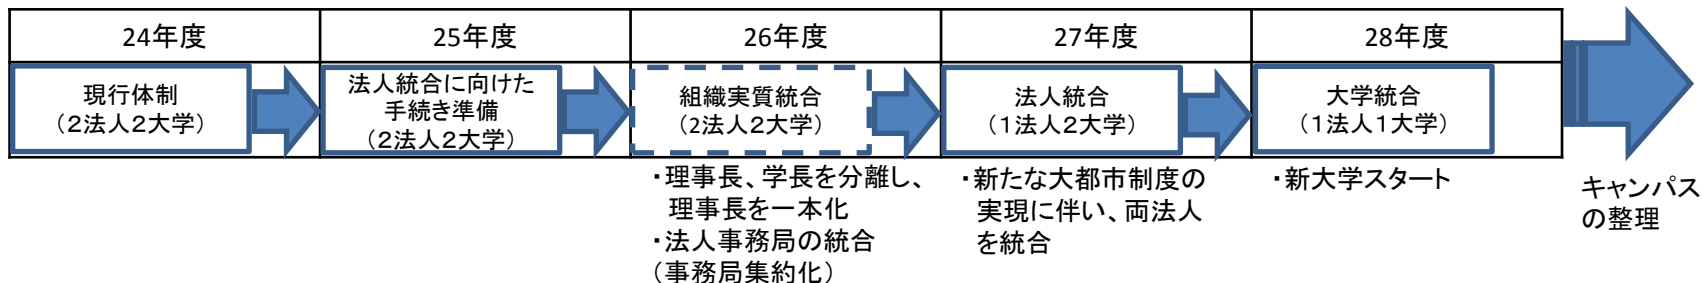 24年度
25年度
26年度
27年度
28年度
現行体制
（２法人２大学）
法人統合に向けた
手続き準備
（２法人２大学）
組織実質統合
（2法人２大学）
法人統合
（１法人２大学）
大学統合
（１法人１大学）
・理事長、学長を分離し、
理事長を一本化
・法人事務局の統合
（事務局集約化）
・新たな大都市制度の
実現に伴い、両法人
を統合
・新大学スタート
キャンパス
の整理